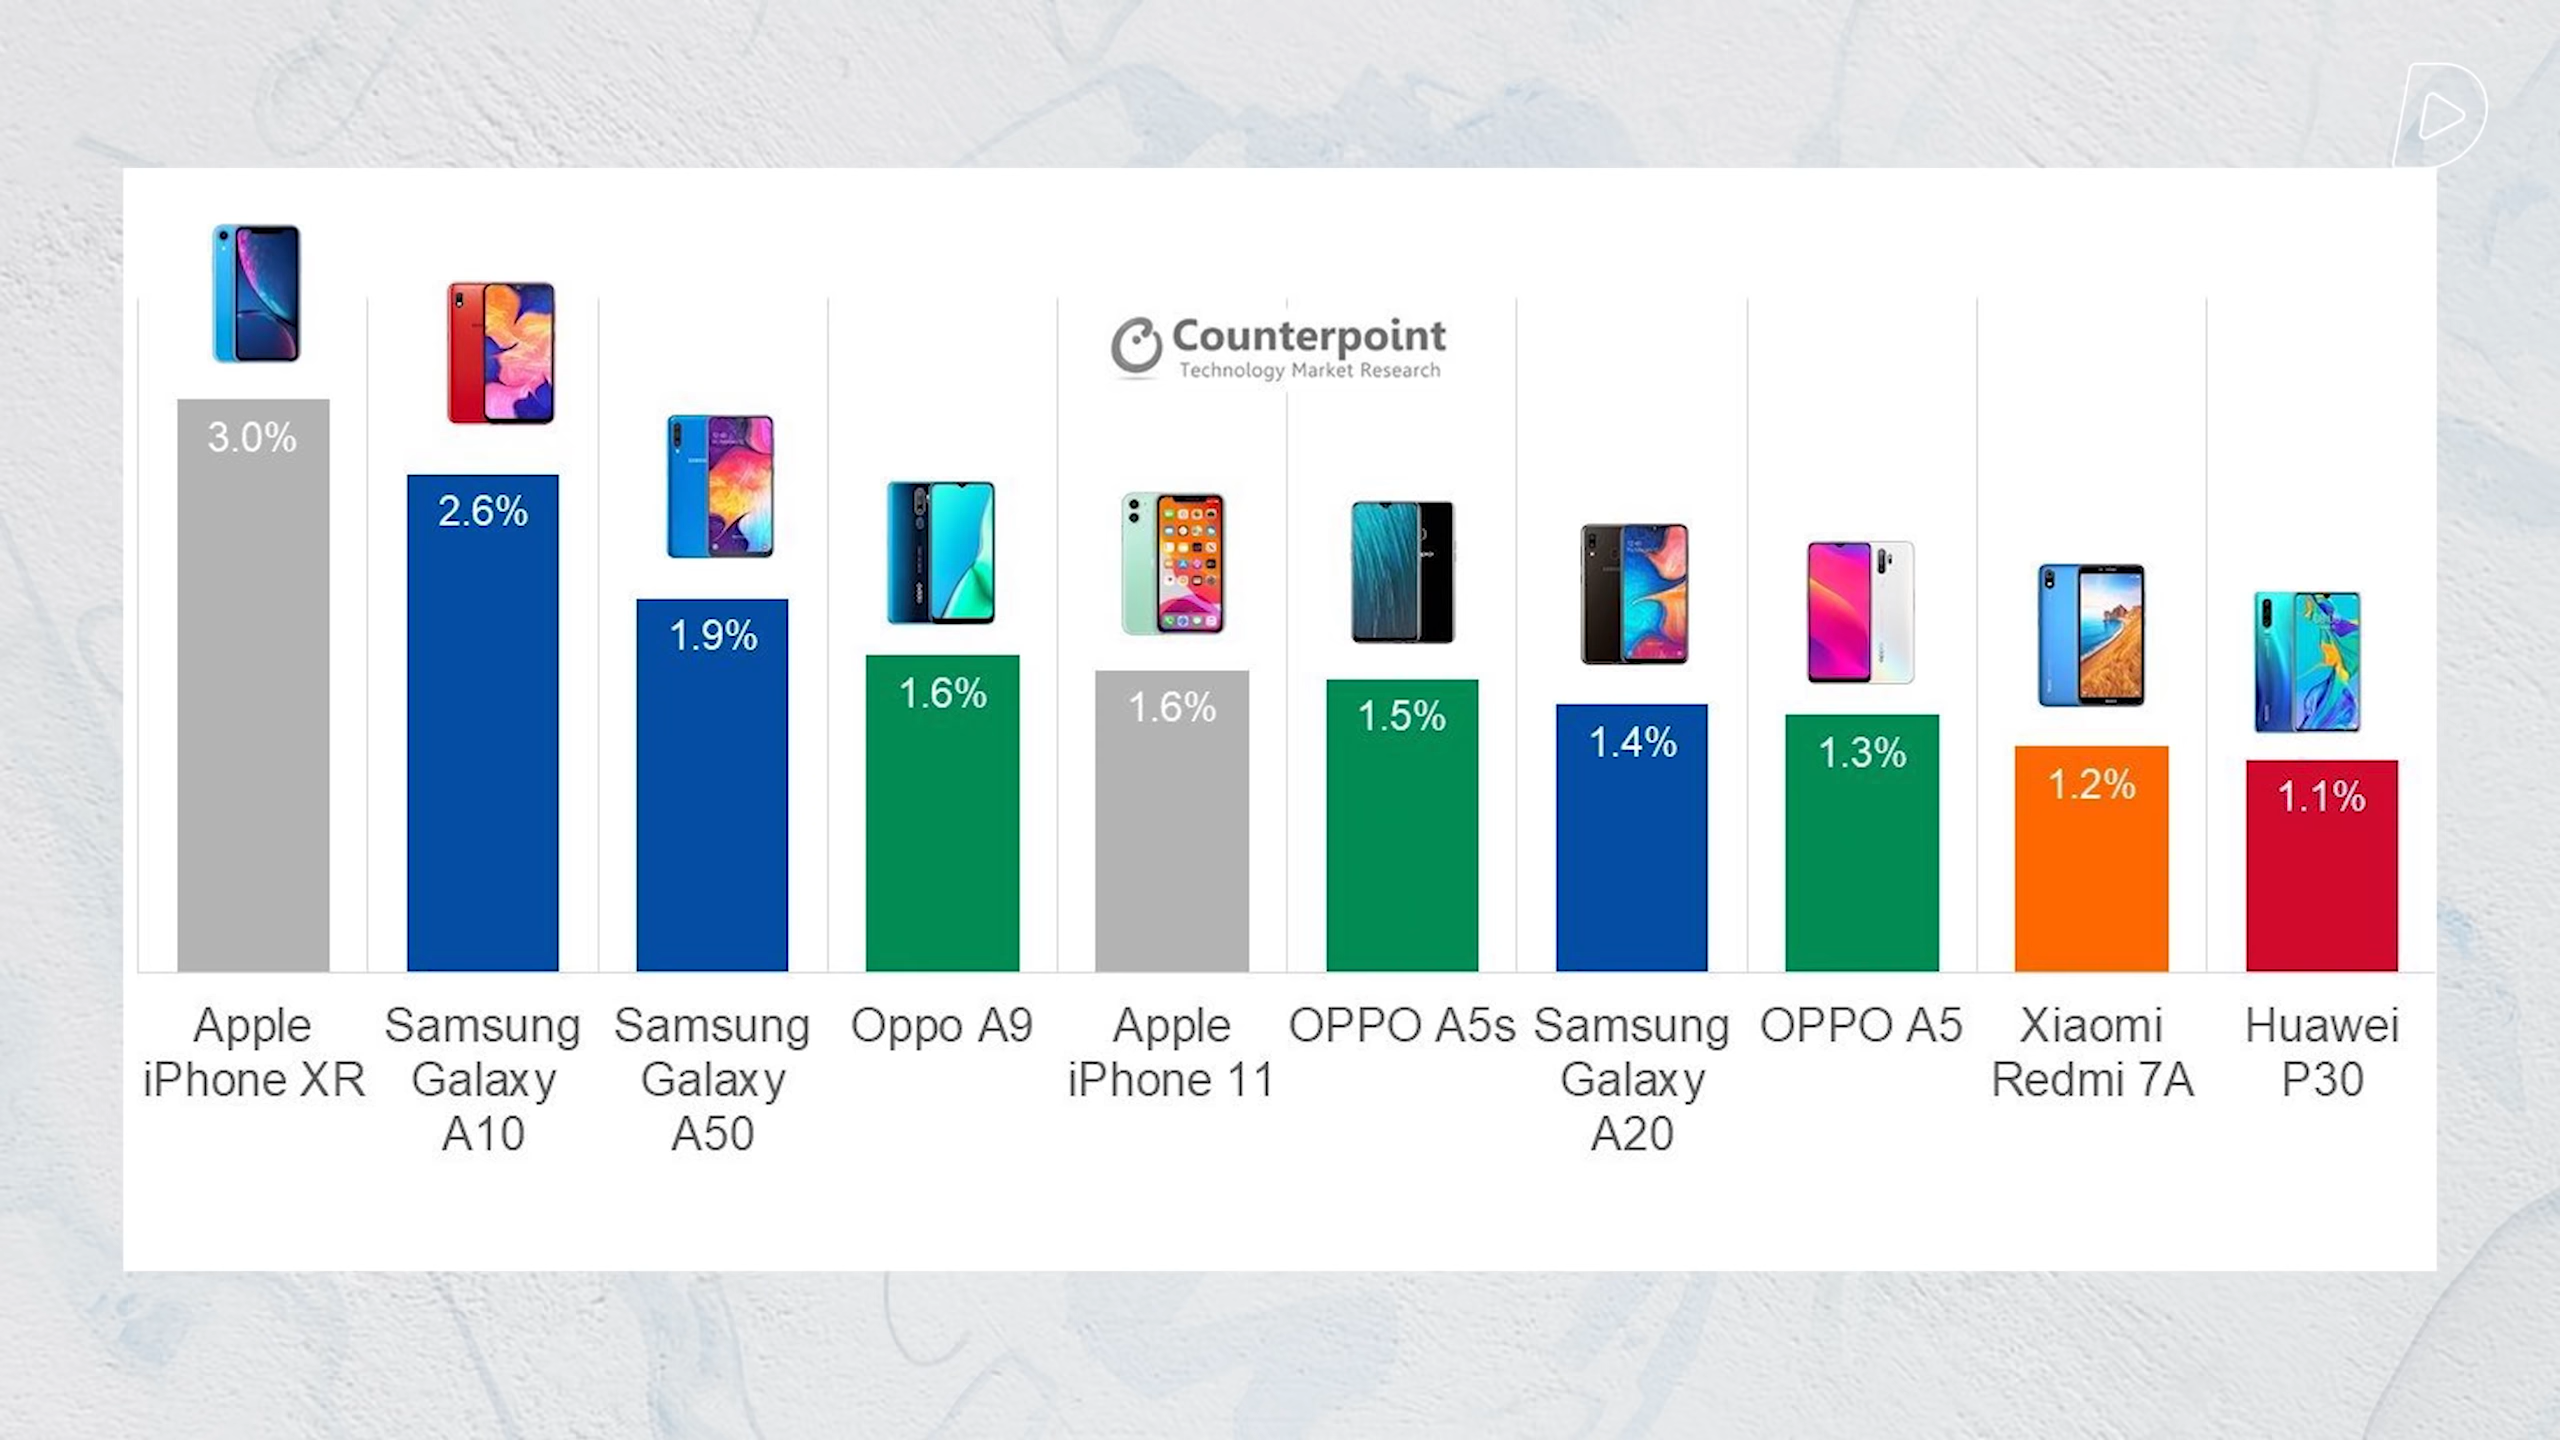 Counterpoint
Technology Market Research
3.0%
2.6%
1.9%
1.6%
1.6%
1.5%
1.4%
1.3%
1.2%
1.1%
Apple
iPhone XR
Samsung
Galaxy
A10
Samsung
Galaxy
A50
Oppo A9
Apple
iPhone 11
OPPO A5s
Samsung
Galaxy
A20
OPPO A5
Xiaomi
Redmi 7A
Huawei
P30